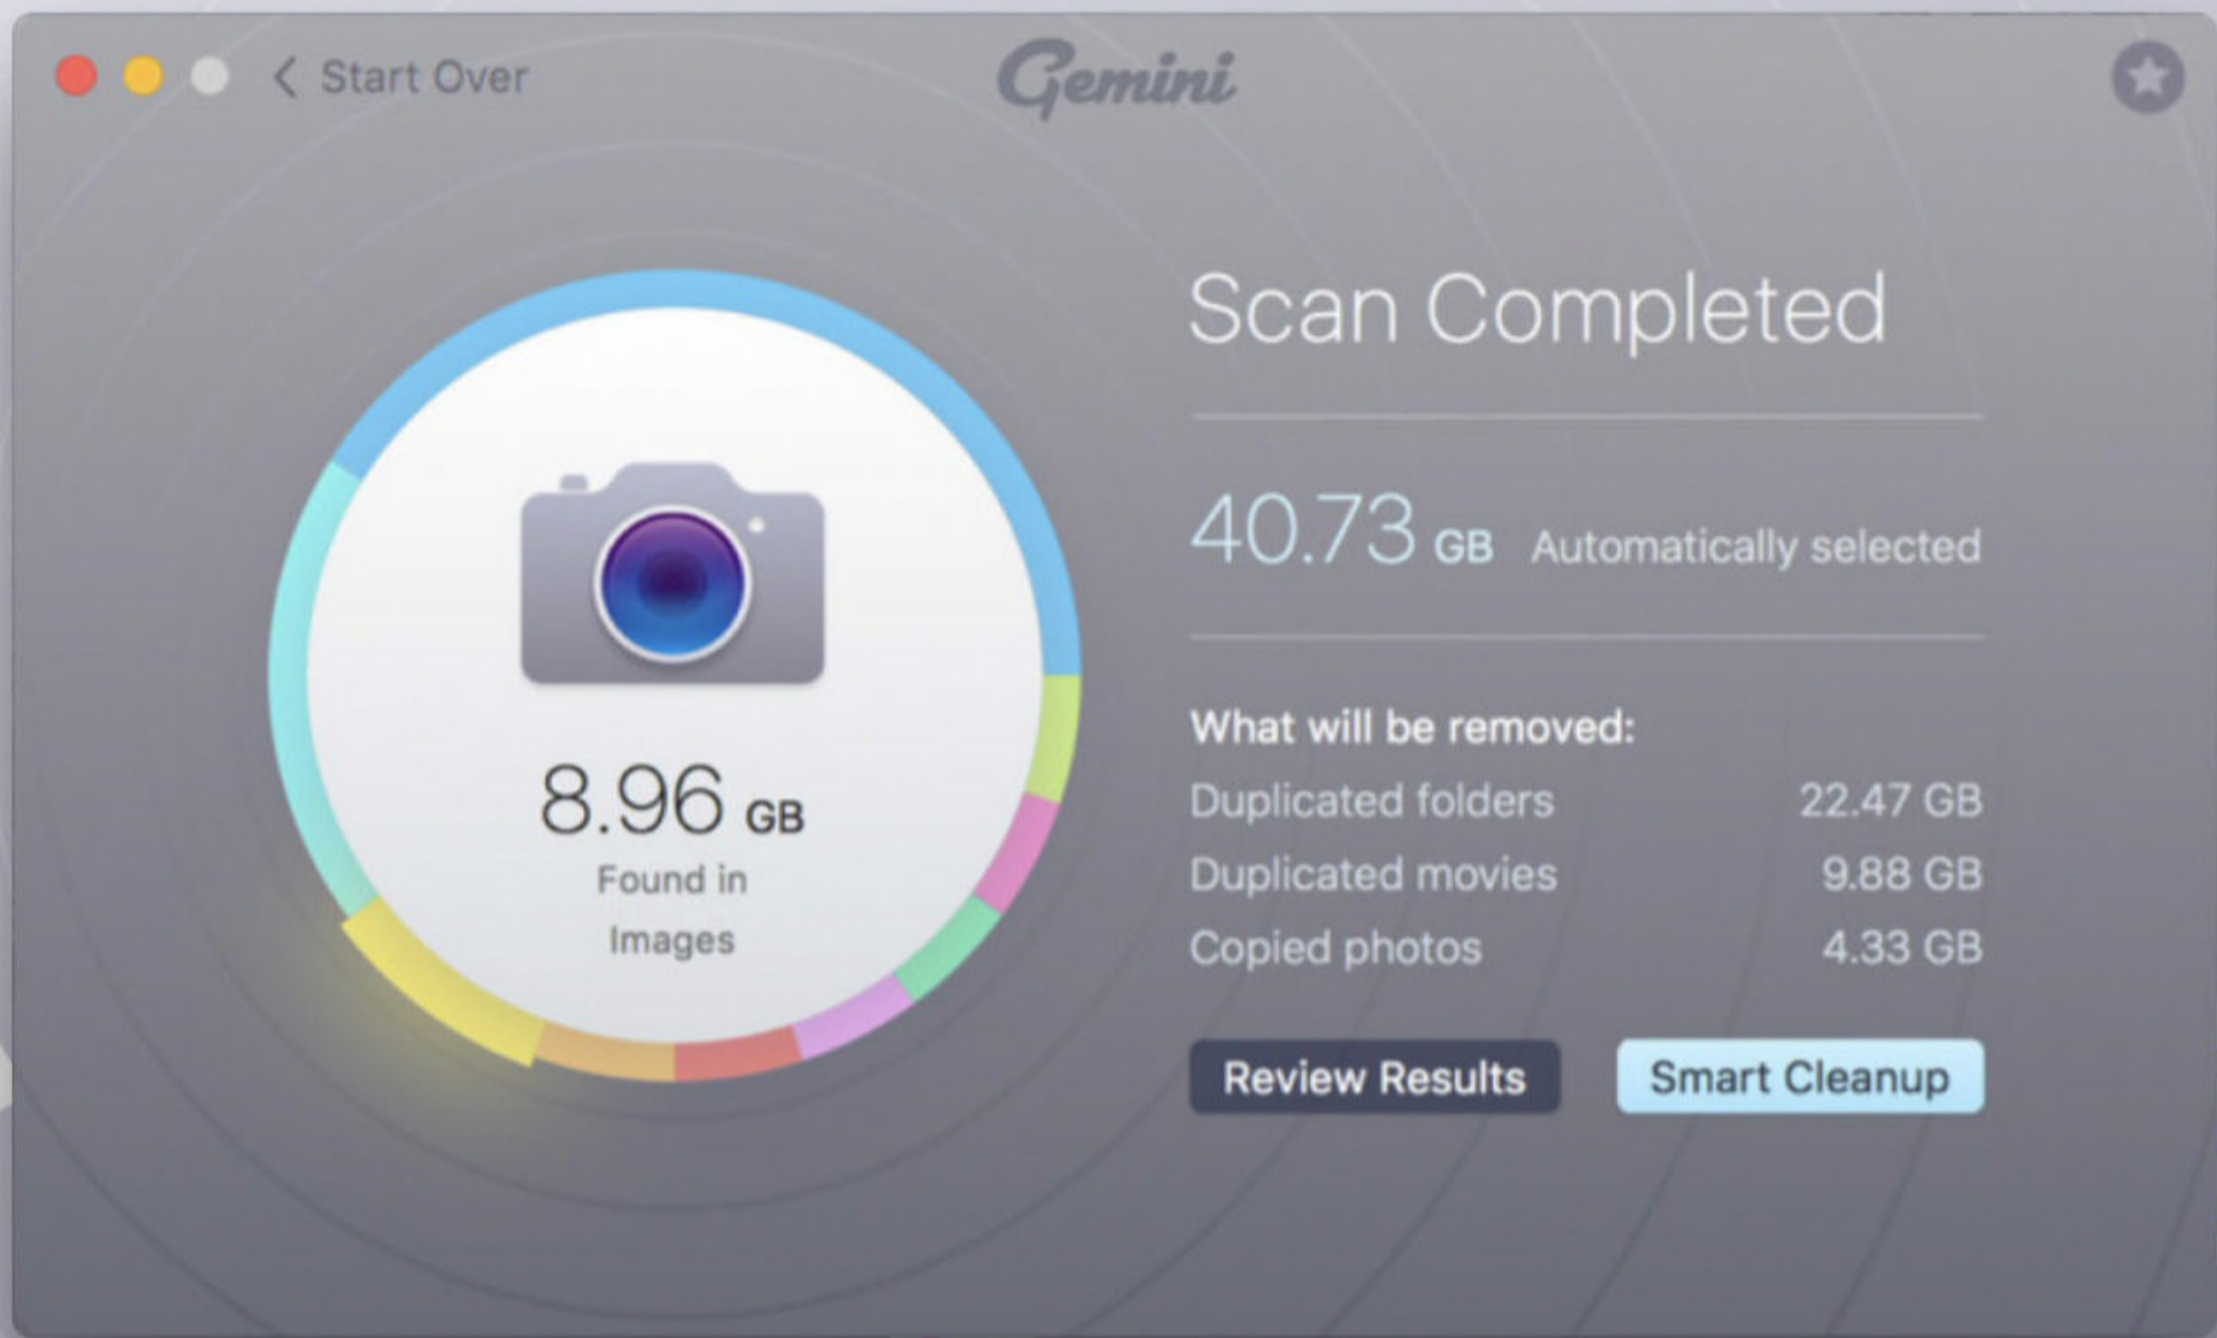 Start Over
Gemini
Scan Completed
40.73 GB Automatically selected
8.96 GB
Found in
Images
What will be removed:
Duplicated folders 22.47 GB
Duplicated movies 9.88 GB
Copied photos 4.33 GB
Review Results
Smart Cleanup